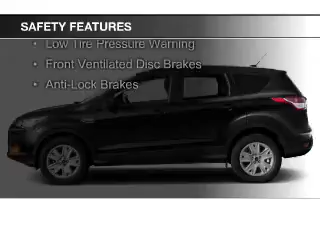 SAFETY FEATURES
• Low Tire Pressure Warning
• Front Ventilated Disc Brakes
• Anti-Lock Brakes